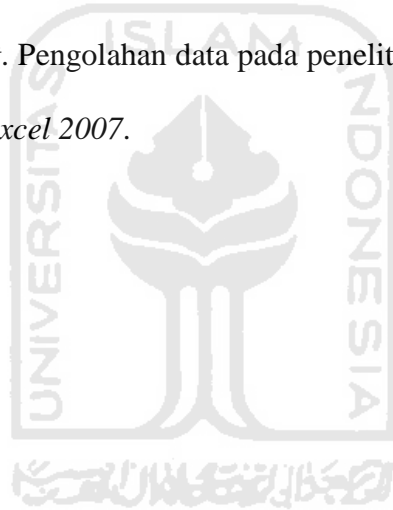 . Pengolahan data pada penelit
xcel 2007.
ISLAM
UNIVERSITAS
INDONESIA